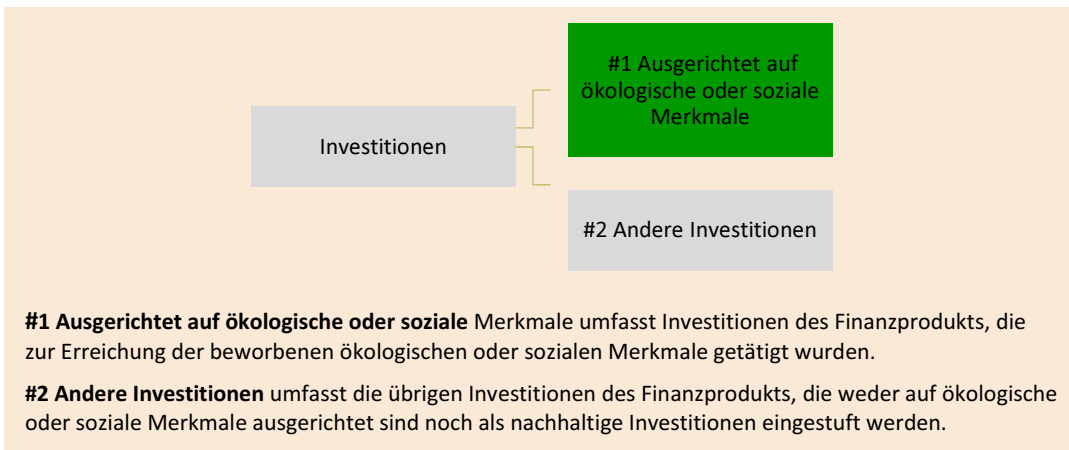 #1 Ausgerichtet auf
ökologische oder soziale
Merkmale
Investitionen
#2 Andere Investitionen
#1 Ausgerichtet auf ökologische oder soziale Merkmale umfasst Investitionen des Finanzprodukts, die
zur Erreichung der beworbenen ökologischen oder sozialen Merkmale getätigt wurden.
#2 Andere Investitionen umfasst die übrigen Investitionen des Finanzprodukts, die weder auf ökologische
oder soziale Merkmale ausgerichtet sind noch als nachhaltige Investitionen eingestuft werden.